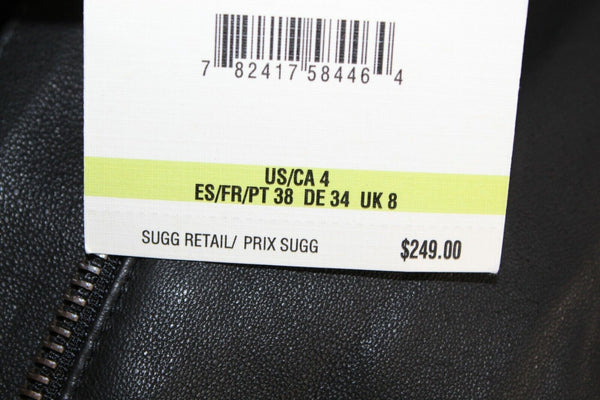 7 82417 58446 4
US/CA 4
ES/FR/PT 38 DE 34 UK 8
SUGG RETAIL/ PRIX SUGG $249.00